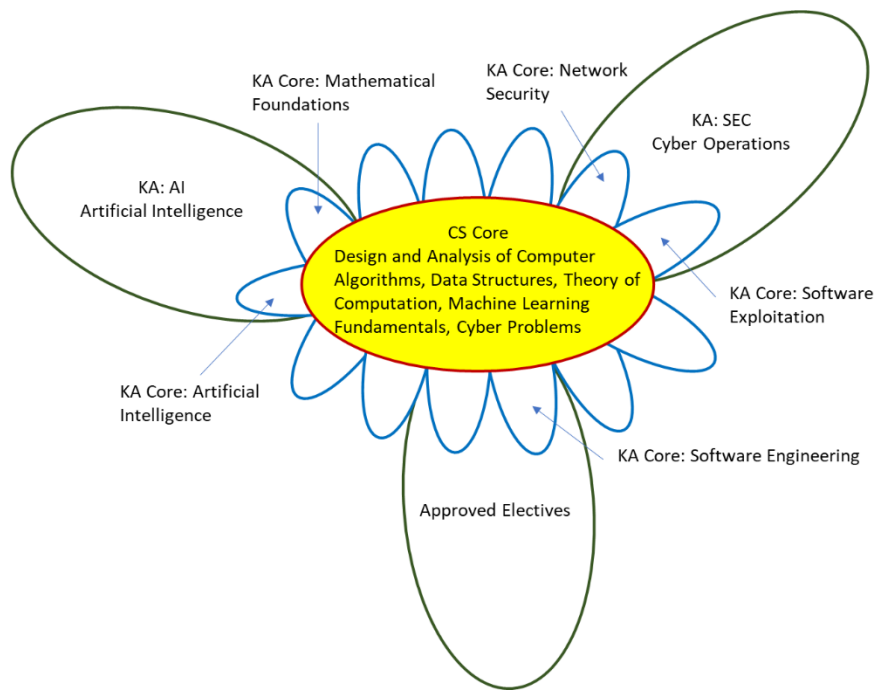 KA Core: Mathematical
Foundations
KA Core: Network
Security
KA: SEC
Cyber Operations
KA: AI
Artificial Intelligence
CS Core
Design and Analysis of Computer
Algorithms, Data Structures, Theory of
Computation, Machine Learning
Fundamentals, Cyber Problems
KA Core: Software
Exploitation
KA Core: Artificial
Intelligence
KA Core: Software Engineering
Approved Electives